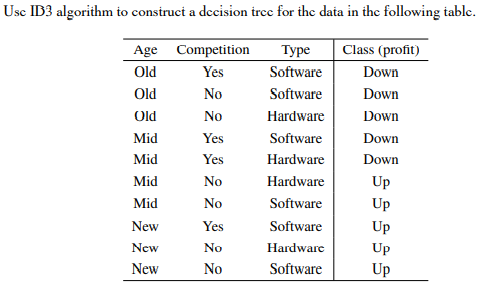 Use ID3 algorithm to construct a decision tree for the data in the following table.
Age Competition Type Class (profit)
Old Yes Software Down
Old No Software Down
Old No Hardware Down
Mid Yes Software Down
Mid Yes Hardware Down
Mid No Hardware Up
Mid No Software Up
New Yes Software Up
New No Hardware Up
New No Software Up